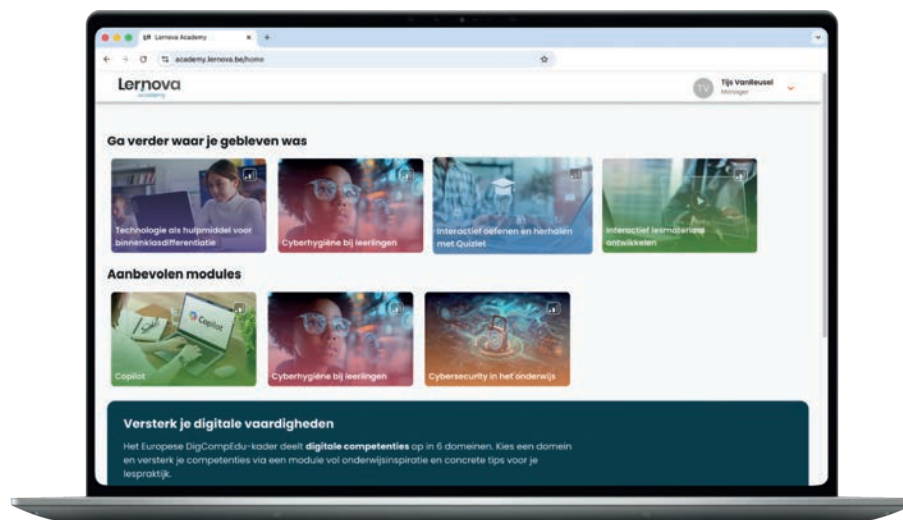 Lernova Academy
academy.lernova.be/home
Lernova
academy
TV
Tijs VanReusel
Manager
Ga verder waar je gebleven was
Technologie als hulpmiddel voor
binnenklasdifferentiatie
Cyberhygiëne bij leerlingen
Interactief oefenen en herhalen
met Quizlet
Interactief lesmateriaal
ontwikkelen
Aanbevolen modules
Copilot
Copilot
Cyberhygiëne bij leerlingen
Cybersecurity in het onderwijs
Versterk je digitale vaardigheden
Het Europese DigCompEdu-kader deelt digitale competenties op in 6 domeinen. Kies een domein
en versterk je competenties via een module vol onderwijsinspiratie en concrete tips voor je
lespraktijk.